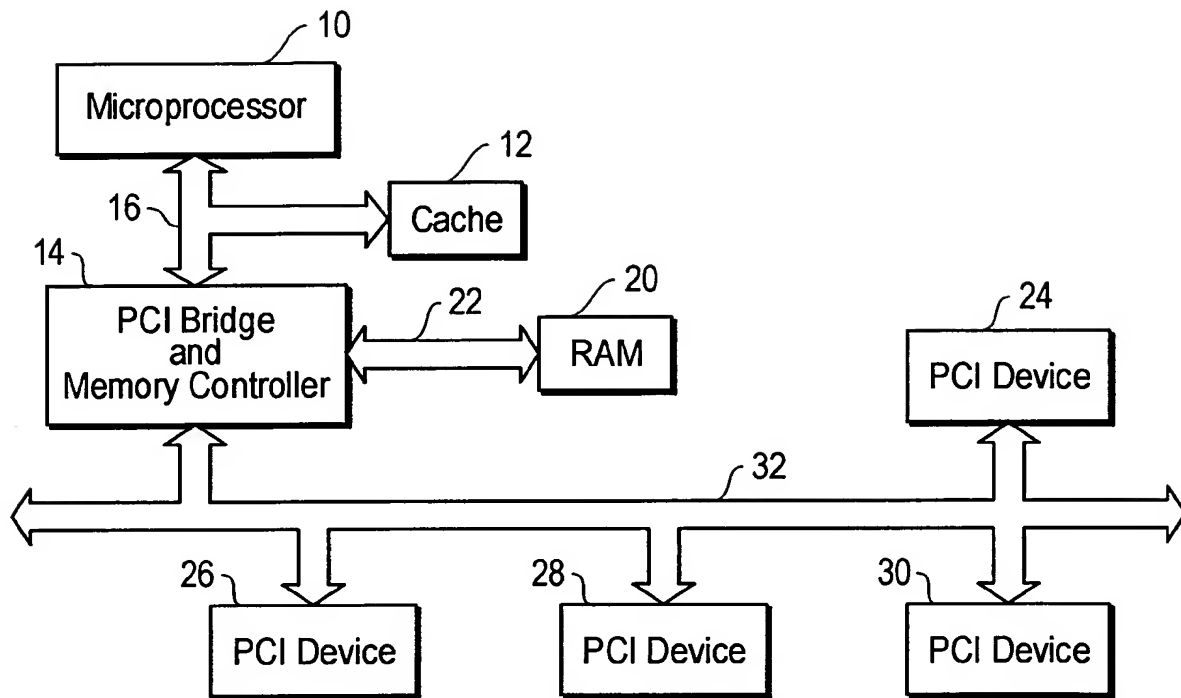 10
Microprocessor
12
16
Cache
14
PCI Bridge
and
Memory Controller
22
20
RAM
24
PCI Device
32
26
PCI Device
28
PCI Device
30
PCI Device